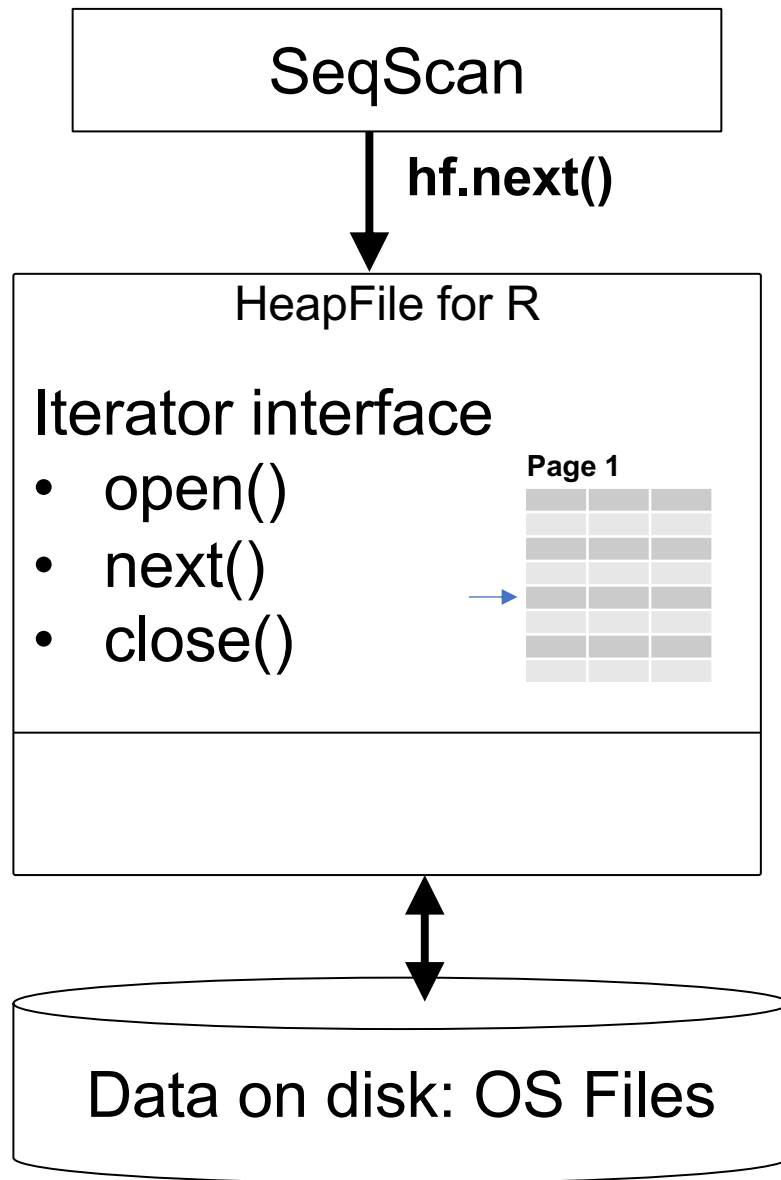 SeqScan
hf.next()
HeapFile for R
Iterator interface
• open()
• next()
• close()
Page 1
Data on disk: OS Files